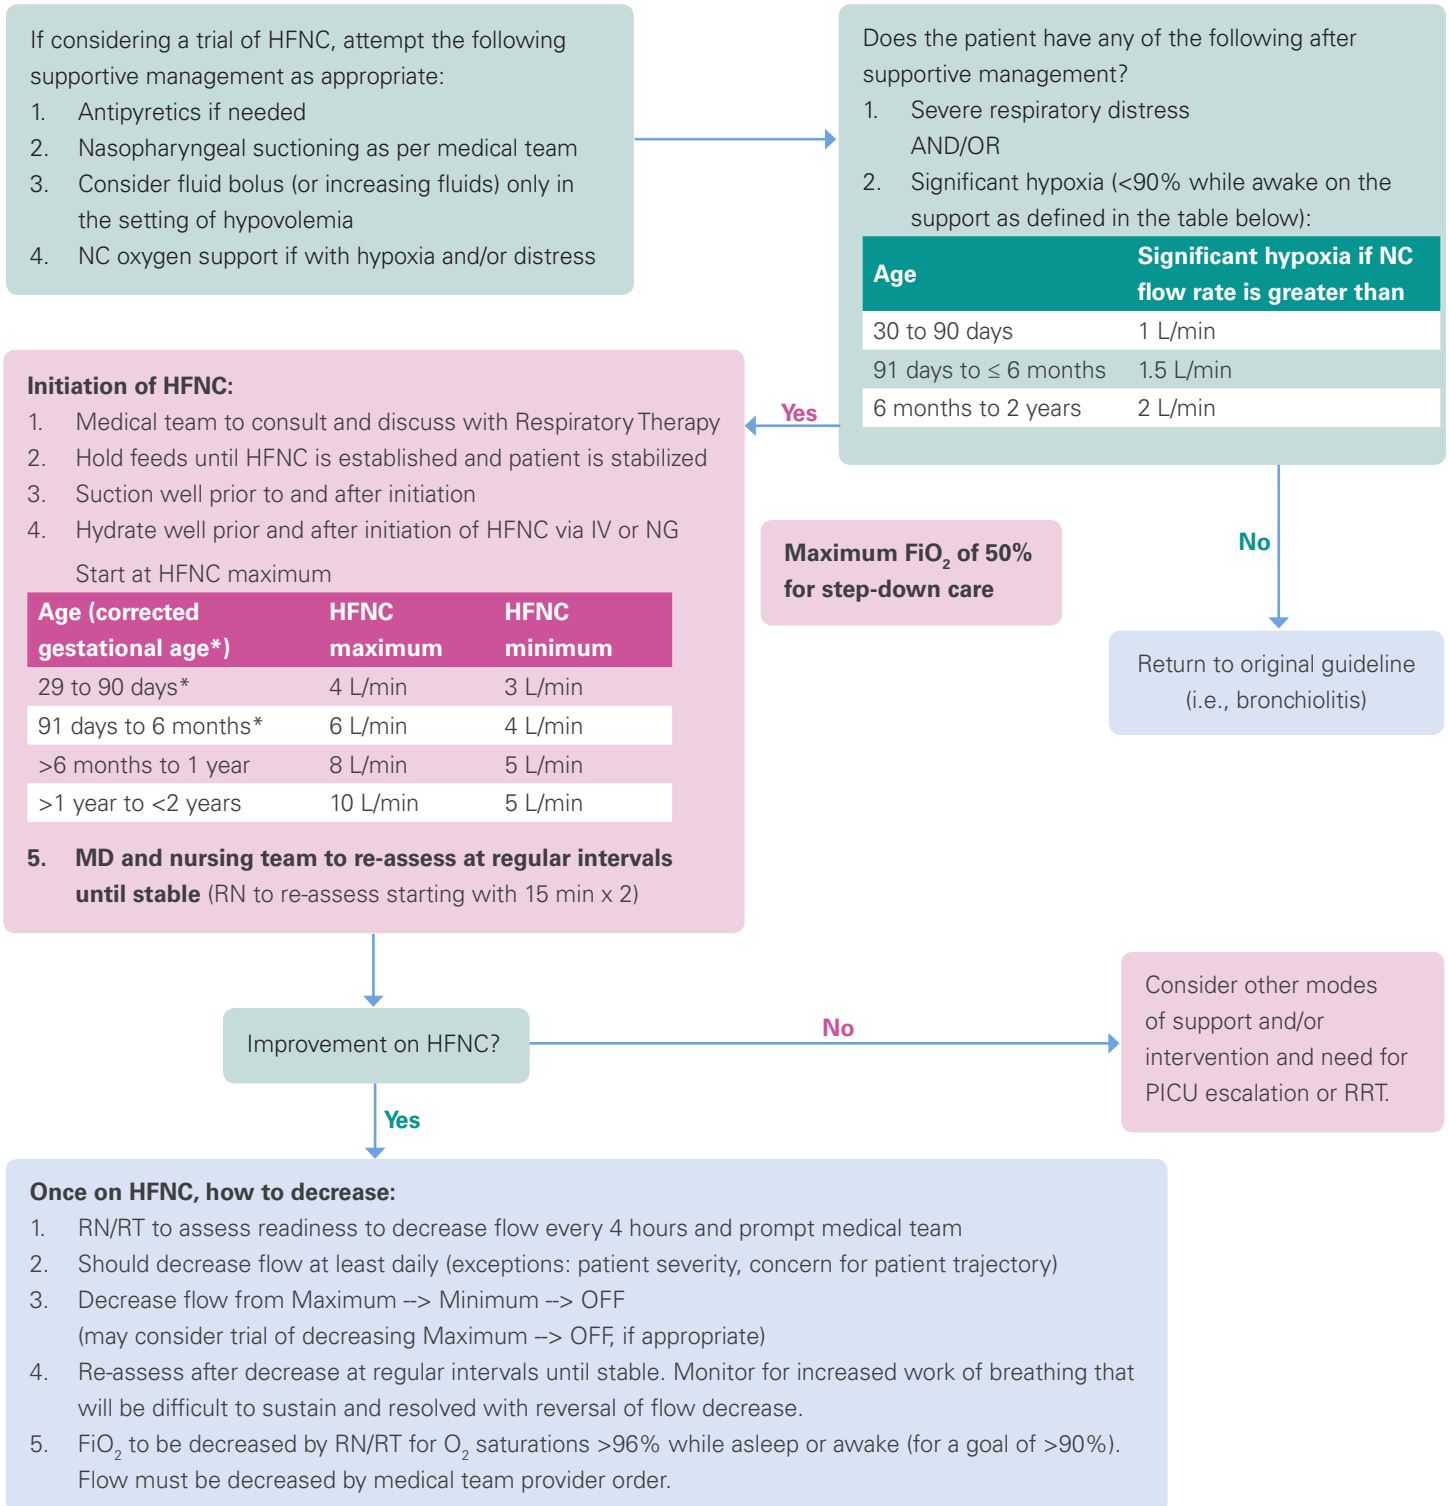 If considering a trial of HFNC, attempt the following
supportive management as appropriate:
1. Antipyretics if needed
2. Nasopharyngeal suctioning as per medical team
3. Consider fluid bolus (or increasing fluids) only in
the setting of hypovolemia
4. NC oxygen support if with hypoxia and/or distress
Does the patient have any of the following after
supportive management?
1. Severe respiratory distress
AND/OR
2. Significant hypoxia (<90% while awake on the
support as defined in the table below):
Age
Significant hypoxia if NC
flow rate is greater than
30 to 90 days 1 L/min
91 days to ≤ 6 months 1.5 L/min
6 months to 2 years 2 L/min
Yes
No
Initiation of HFNC:
1. Medical team to consult and discuss with Respiratory Therapy
2. Hold feeds until HFNC is established and patient is stabilized
3. Suction well prior to and after initiation
4. Hydrate well prior and after initiation of HFNC via IV or NG
Start at HFNC maximum
Age (corrected HFNC HFNC
gestational age*) maximum minimum
29 to 90 days* 4 L/min 3 L/min
91 days to 6 months* 6 L/min 4 L/min
>6 months to 1 year 8 L/min 5 L/min
>1 year to <2 years 10 L/min 5 L/min
5. MD and nursing team to re-assess at regular intervals
until stable (RN to re-assess starting with 15 min x 2)
Maximum FiO₂ of 50%
for step-down care
Return to original guideline
(i.e., bronchiolitis)
Improvement on HFNC?
No
Consider other modes
of support and/or
intervention and need for
PICU escalation or RRT.
Yes
Once on HFNC, how to decrease:
1. RN/RT to assess readiness to decrease flow every 4 hours and prompt medical team
2. Should decrease flow at least daily (exceptions: patient severity, concern for patient trajectory)
3. Decrease flow from Maximum --> Minimum --> OFF
(may consider trial of decreasing Maximum --> OFF, if appropriate)
4. Re-assess after decrease at regular intervals until stable. Monitor for increased work of breathing that
will be difficult to sustain and resolved with reversal of flow decrease.
5. FiO₂ to be decreased by RN/RT for O₂ saturations >96% while asleep or awake (for a goal of >90%).
Flow must be decreased by medical team provider order.